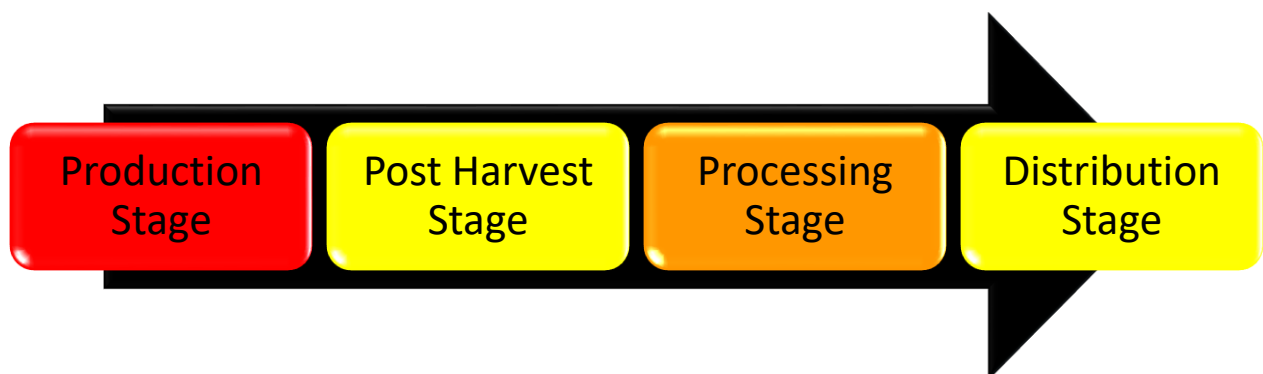 Production
Stage
Post Harvest
Stage
Processing
Stage
Distribution
Stage